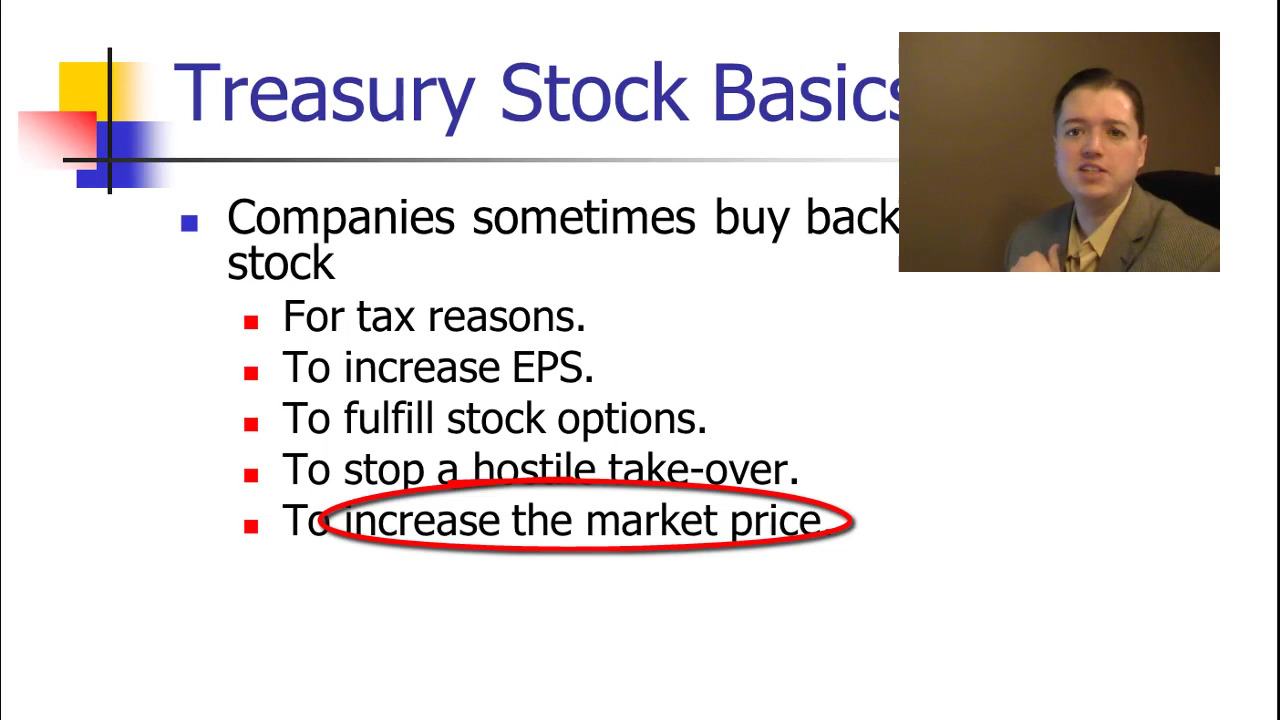 Treasury Stock Basics
Companies sometimes buy back
stock
For tax reasons.
To increase EPS.
To fulfill stock options.
To stop a hostile take-over.
To increase the market price.